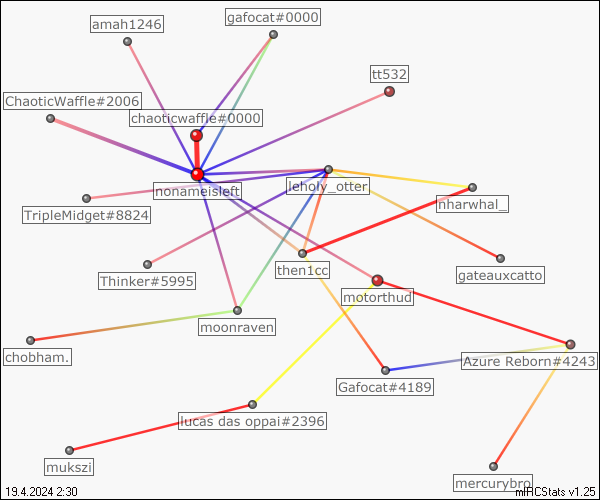 amah1246
gafocat#0000
tt532
ChaoticWaffle#2006
chaoticwaffle#0000
nonameisleft
leholy_otter
nharwhal_
TripleMidget#8824
Thinker#5995
then1cc
gateauxcatto
motorthud
moonraven
chobham.
Azure Reborn#4243
Gafocat#4189
lucas das oppai#2396
mukszi
mercurybro
19.4.2024 2:30
mIRCStats v1.25